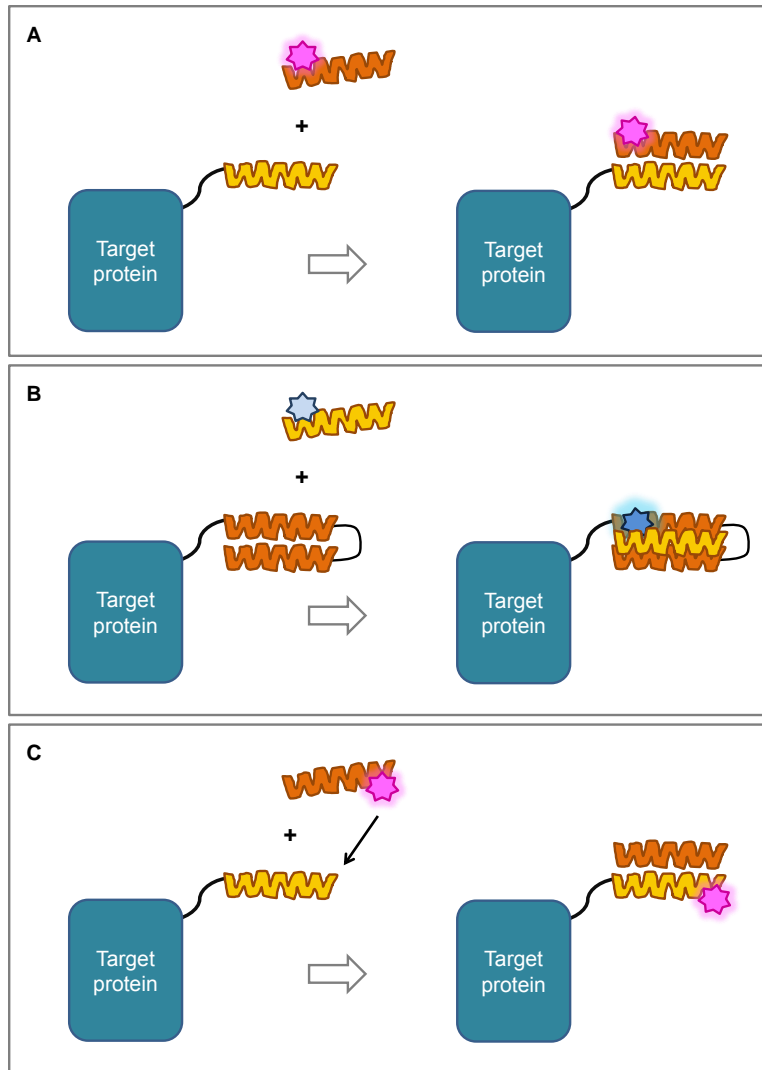 A
+
Target
protein
Target
protein
B
+
Target
protein
Target
protein
C
+
Target
protein
Target
protein